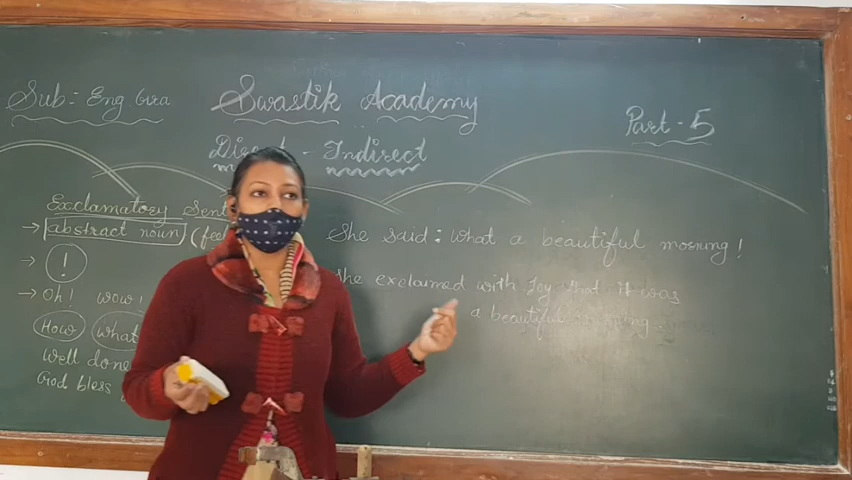 Sub: Eng. Gra
Swastik Academy
Part-5
Direct - Indirect
Exclamatory Sent
→ abstract noun (fee
→ !
→ Oh! wow!
How What
Well done
God bless
She said: What a beautiful morning!
She exclaimed with Joy that it was
a beautiful